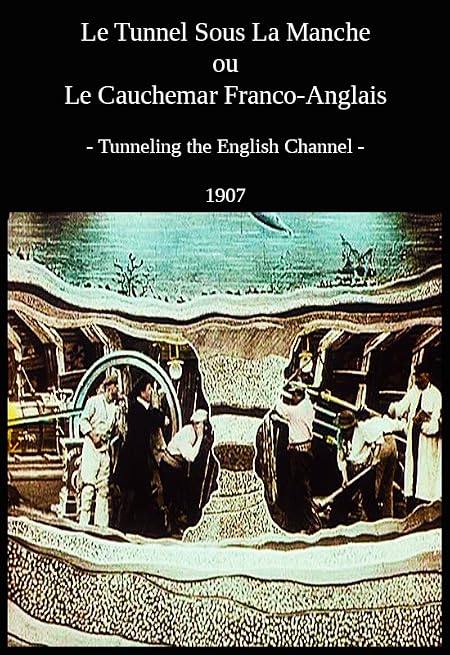 Le Tunnel Sous La Manche
ou
Le Cauchemar Franco-Anglais
- Tunneling the English Channel -
1907